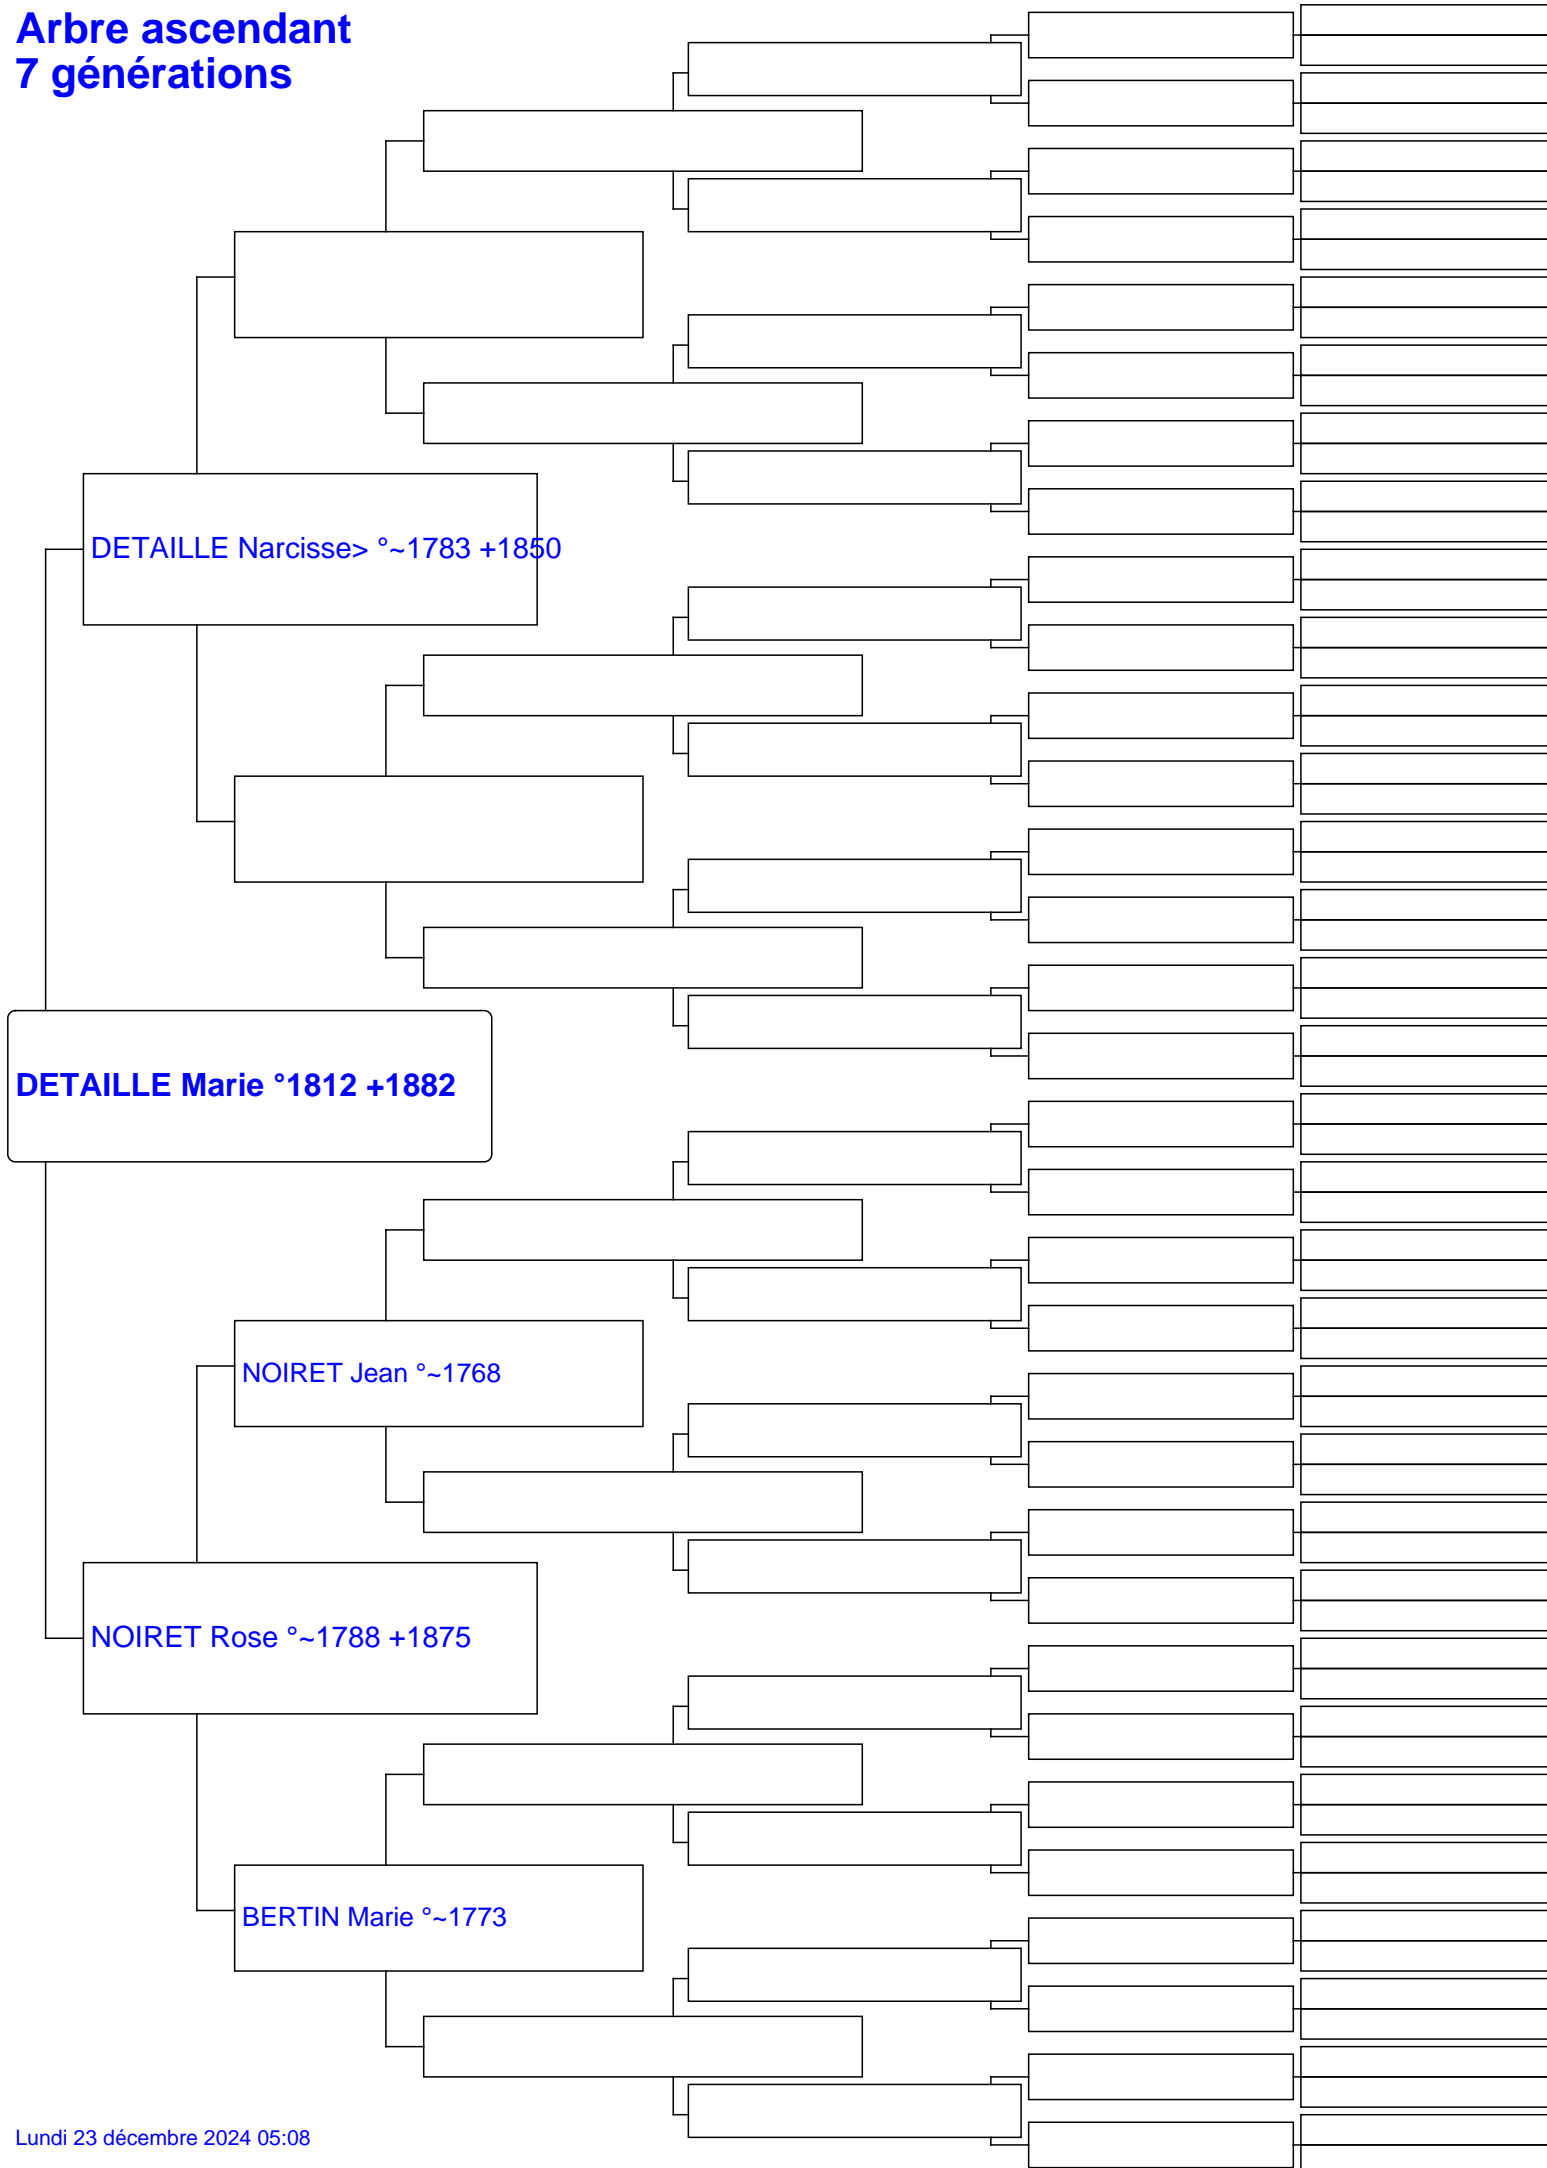 Arbre ascendant
7 générations
DETAILLE Narcisse> °~1783 +1850
DETAILLE Marie °1812 +1882
NOIRET Jean °~1768
NOIRET Rose °~1788 +1875
BERTIN Marie °~1773
Lundi 23 décembre 2024 05:08